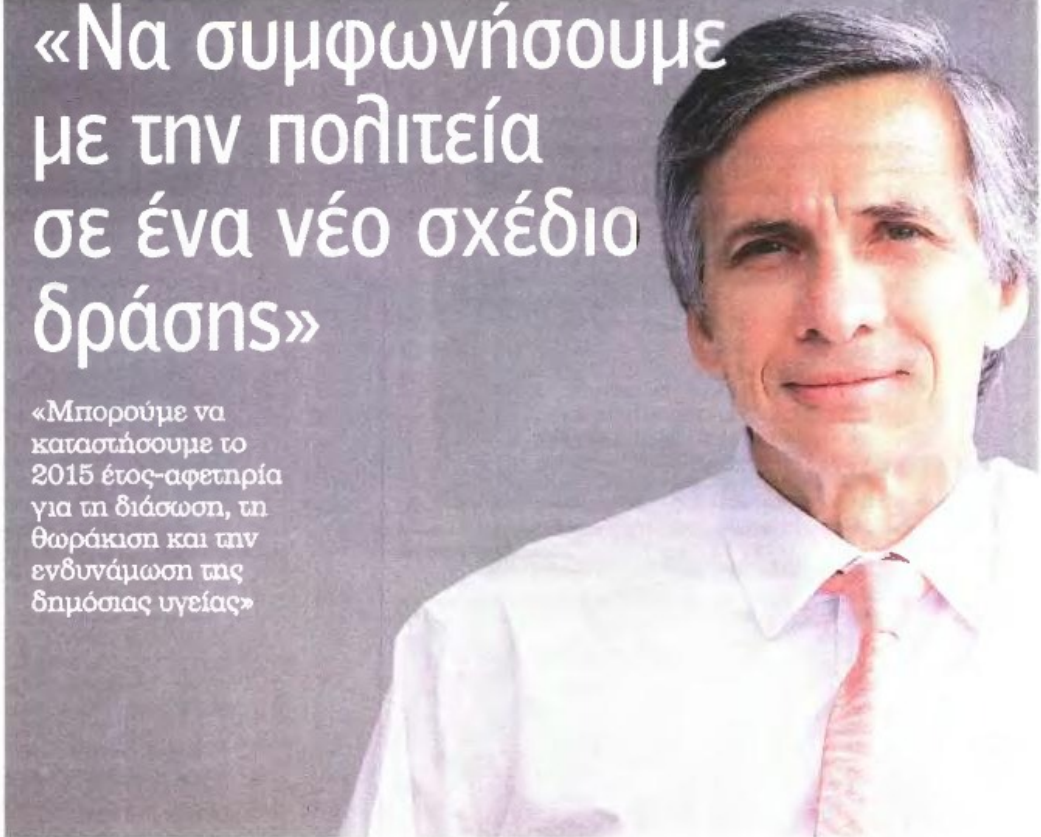 «Να συμφωνήσουμε
με την πολιτεία
σε ένα νέο σχέδιο
δράσης»
«Μπορούμε να
καταστήσουμε το
2015 έτος-αφετηρία
για τη διάσωση, τη
θωράκιση και την
ενδυνάμωση της
δημόσιας υγείας»